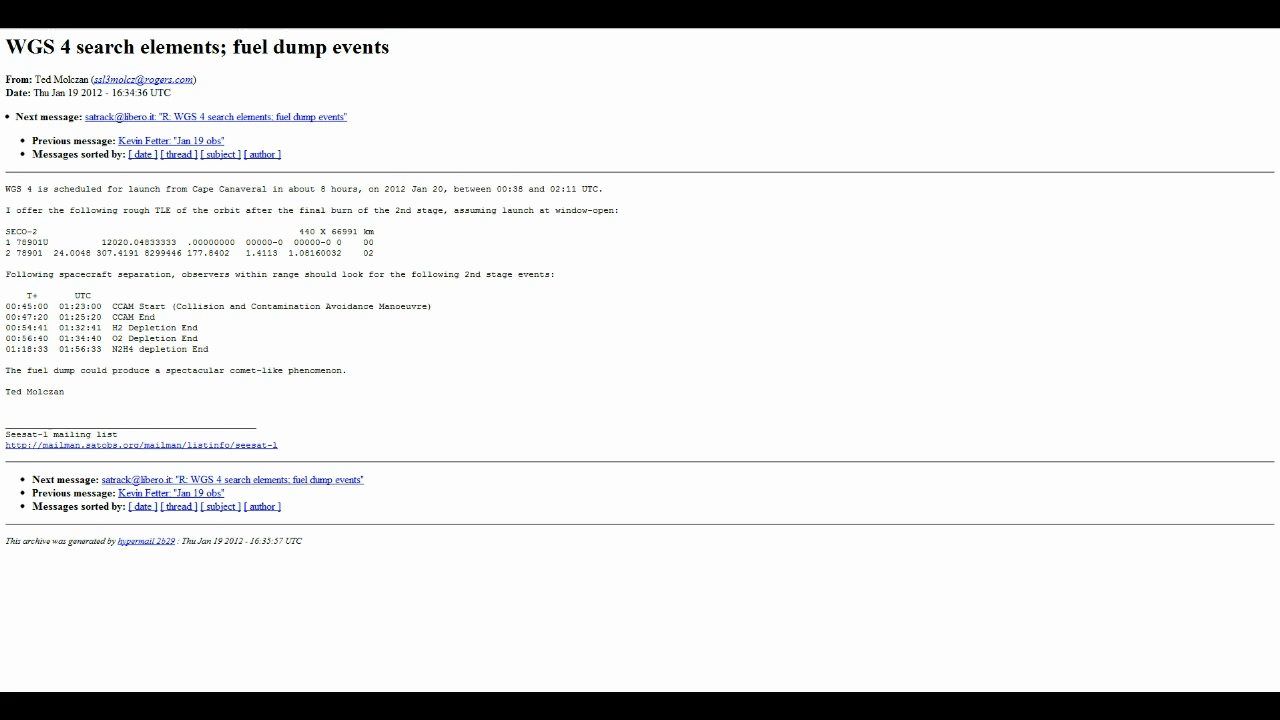 WGS 4 search elements; fuel dump events
From: Ted Molczan (ssl3molcz@rogers.com)
Date: Thu Jan 19 2012 - 16:34:36 UTC
• Next message: satrack@libero.it: "R: WGS 4 search elements; fuel dump events"
• Previous message: Kevin Fetter: "Jan 19 obs"
• Messages sorted by: [ date ] [ thread ] [ subject ] [ author ]
WGS 4 is scheduled for launch from Cape Canaveral in about 8 hours, on 2012 Jan 20, between 00:38 and 02:11 UTC.
I offer the following rough TLE of the orbit after the final burn of the 2nd stage, assuming launch at window-open:
SECO-2 440 X 66991 km
1 78901U 12020.04833333 .00000000 00000-0 00000-0 0 00
2 78901 24.0048 307.4191 8299446 177.8402 1.4113 1.08160032 02
Following spacecraft separation, observers within range should look for the following 2nd stage events:
T+ UTC
00:45:00 01:23:00 CCAM Start (Collision and Contamination Avoidance Manoeuvre)
00:47:20 01:25:20 CCAM End
00:54:41 01:32:41 H2 Depletion End
00:56:40 01:34:40 O2 Depletion End
01:18:33 01:56:33 N2H4 depletion End
The fuel dump could produce a spectacular comet-like phenomenon.
Ted Molczan
Seesat-l mailing list
http://mailman.satobs.org/mailman/listinfo/seesat-l
• Next message: satrack@libero.it: "R: WGS 4 search elements; fuel dump events"
• Previous message: Kevin Fetter: "Jan 19 obs"
• Messages sorted by: [ date ] [ thread ] [ subject ] [ author ]
This archive was generated by hypermail 2b29 : Thu Jan 19 2012 - 16:35:57 UTC